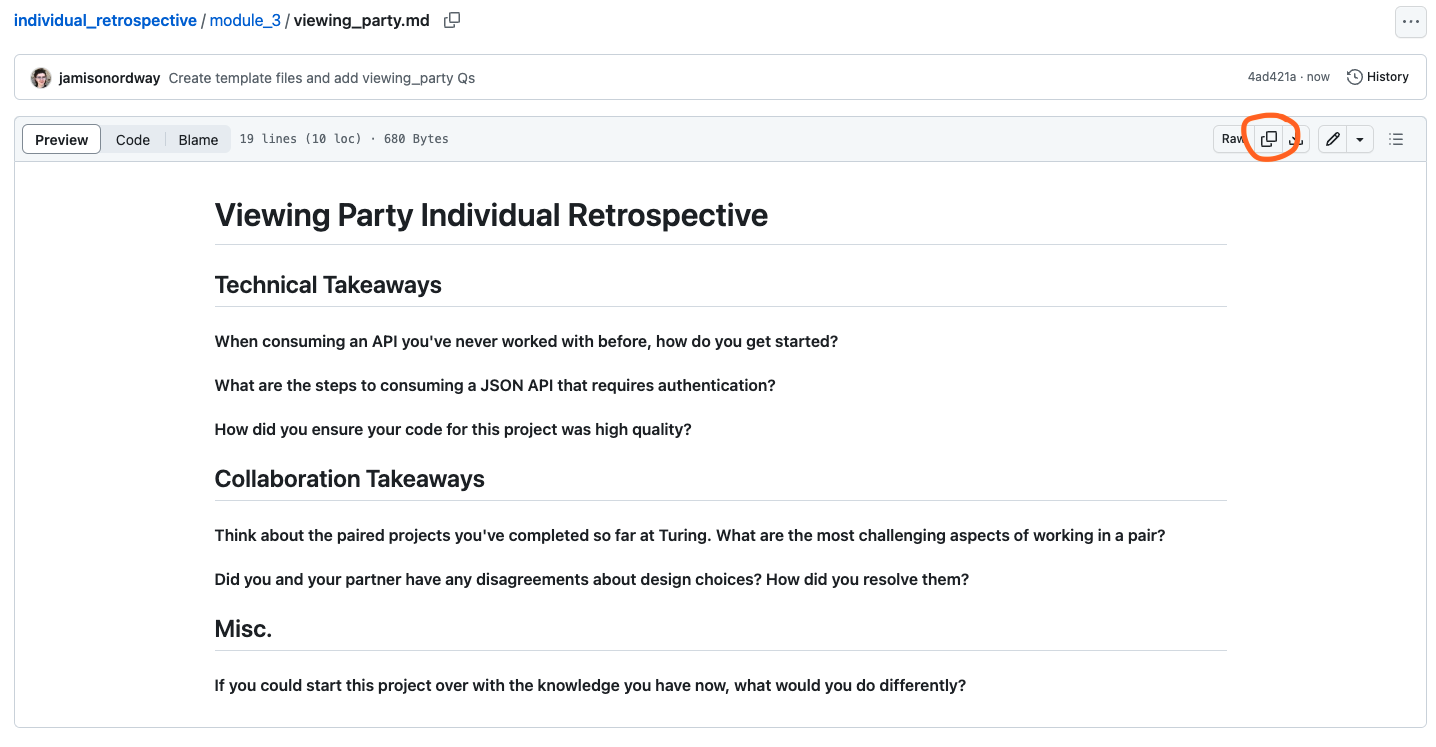 individual_retrospective / module_3 / viewing_party.md
jamisonordway Create template files and add viewing_party Qs 4ad421a · now History
Preview Code Blame 19 lines (10 loc) · 680 Bytes Raw
Viewing Party Individual Retrospective
Technical Takeaways
When consuming an API you've never worked with before, how do you get started?
What are the steps to consuming a JSON API that requires authentication?
How did you ensure your code for this project was high quality?
Collaboration Takeaways
Think about the paired projects you've completed so far at Turing. What are the most challenging aspects of working in a pair?
Did you and your partner have any disagreements about design choices? How did you resolve them?
Misc.
If you could start this project over with the knowledge you have now, what would you do differently?